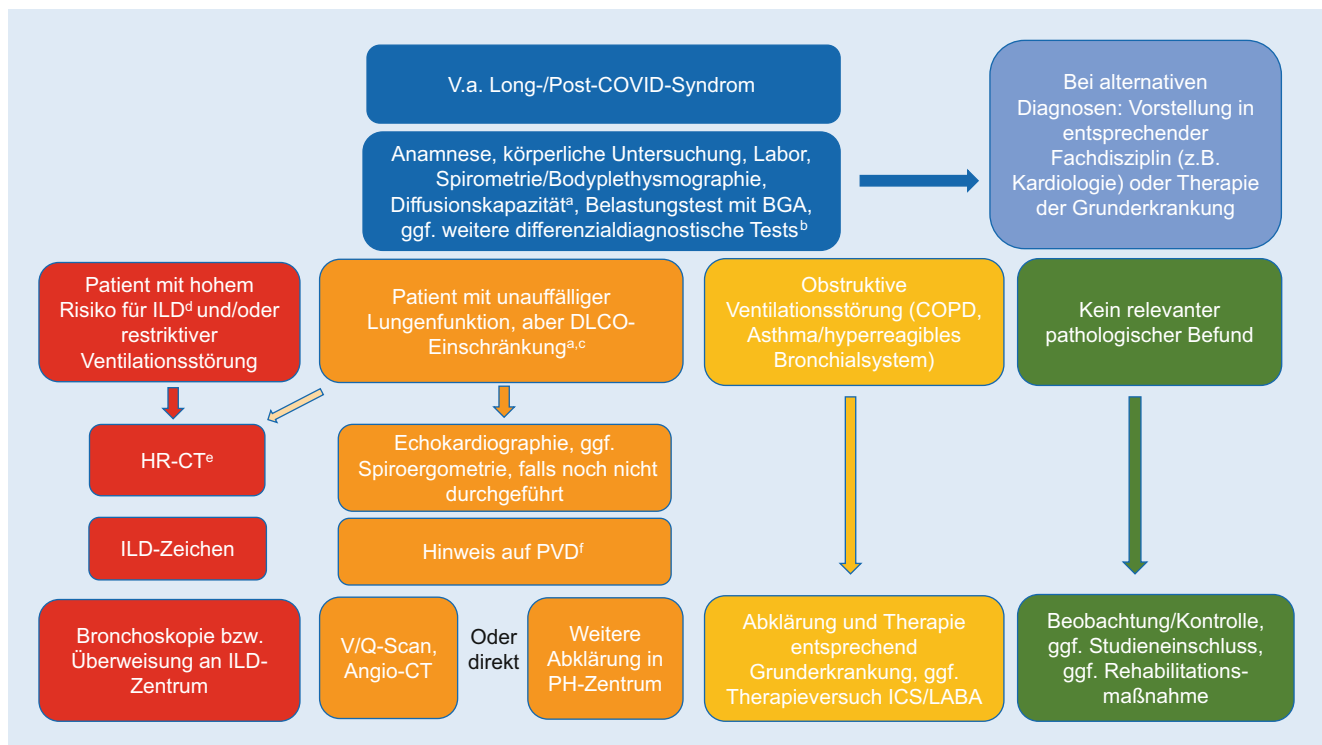 V.a. Long-/Post-COVID-Syndrom
Anamnese, körperliche Untersuchung, Labor,
Spirometrie/Bodyplethysmographie,
Diffusionskapazitätᵃ, Belastungstest mit BGA,
ggf. weitere differenzialdiagnostische Testsᵇ
Bei alternativen
Diagnosen: Vorstellung in
entsprechender
Fachdisziplin (z.B.
Kardiologie) oder Therapie
der Grunderkrankung
Patient mit hohem
Risiko für ILDᵈ und/oder
restriktiver
Ventilationsstörung
Patient mit unauffälliger
Lungenfunktion, aber DLCO-
Einschränkungᵃ,ᶜ
Obstruktive
Ventilationsstörung (COPD,
Asthma/hyperreagibles
Bronchialsystem)
Kein relevanter
pathologischer Befund
HR-CTᵉ
Echokardiographie, ggf.
Spiroergometrie, falls noch nicht
durchgeführt
ILD-Zeichen
Hinweis auf PVDᶠ
Bronchoskopie bzw.
Überweisung an ILD-
Zentrum
V/Q-Scan,
Angio-CT
Oder
direkt
Weitere
Abklärung in
PH-Zentrum
Abklärung und Therapie
entsprechend
Grunderkrankung, ggf.
Therapieversuch ICS/LABA
Beobachtung/Kontrolle,
ggf. Studieneinschluss,
ggf. Rehabilitations-
maßnahme